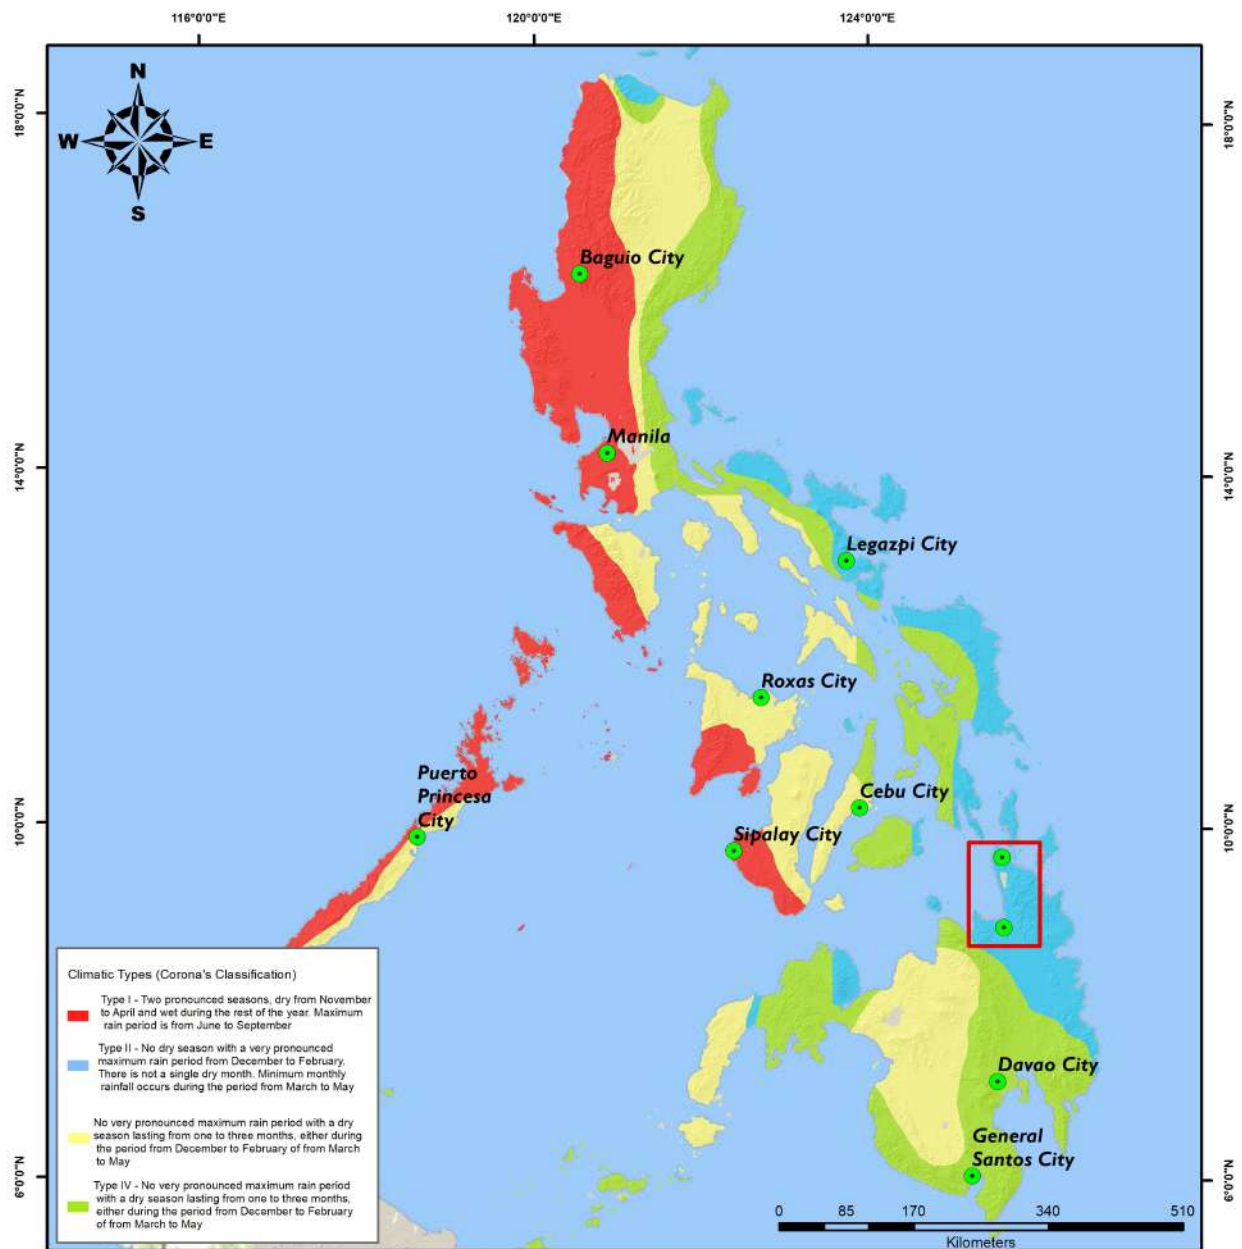 116°0'0"E
120°0'0"E
124°0'0"E
18°0'0"N
18°0'0"N
N
W
E
S
Baguio City
Manila
14°0'0"N
14°0'0"N
Legazpi City
Roxas City
Puerto
Princesa
City
Cebu City
Sipalay City
10°0'0"N
10°0'0"N
Davao City
General
Santos City
6°0'0"N
6°0'0"N
Climatic Types (Corona's Classification)
Type I - Two pronounced seasons, dry from November
to April and wet during the rest of the year. Maximum
rain period is from June to September
Type II - No dry season with a very pronounced
maximum rain period from December to February.
There is not a single dry month. Minimum monthly
rainfall occurs during the period from March to May
No very pronounced maximum rain period with a dry
season lasting from one to three months, either during
the period from December to February of from March
to May
Type IV - No very pronounced maximum rain period
with a dry season lasting from one to three months,
either during the period from December to February
of from March to May
0 85 170 340 510
Kilometers